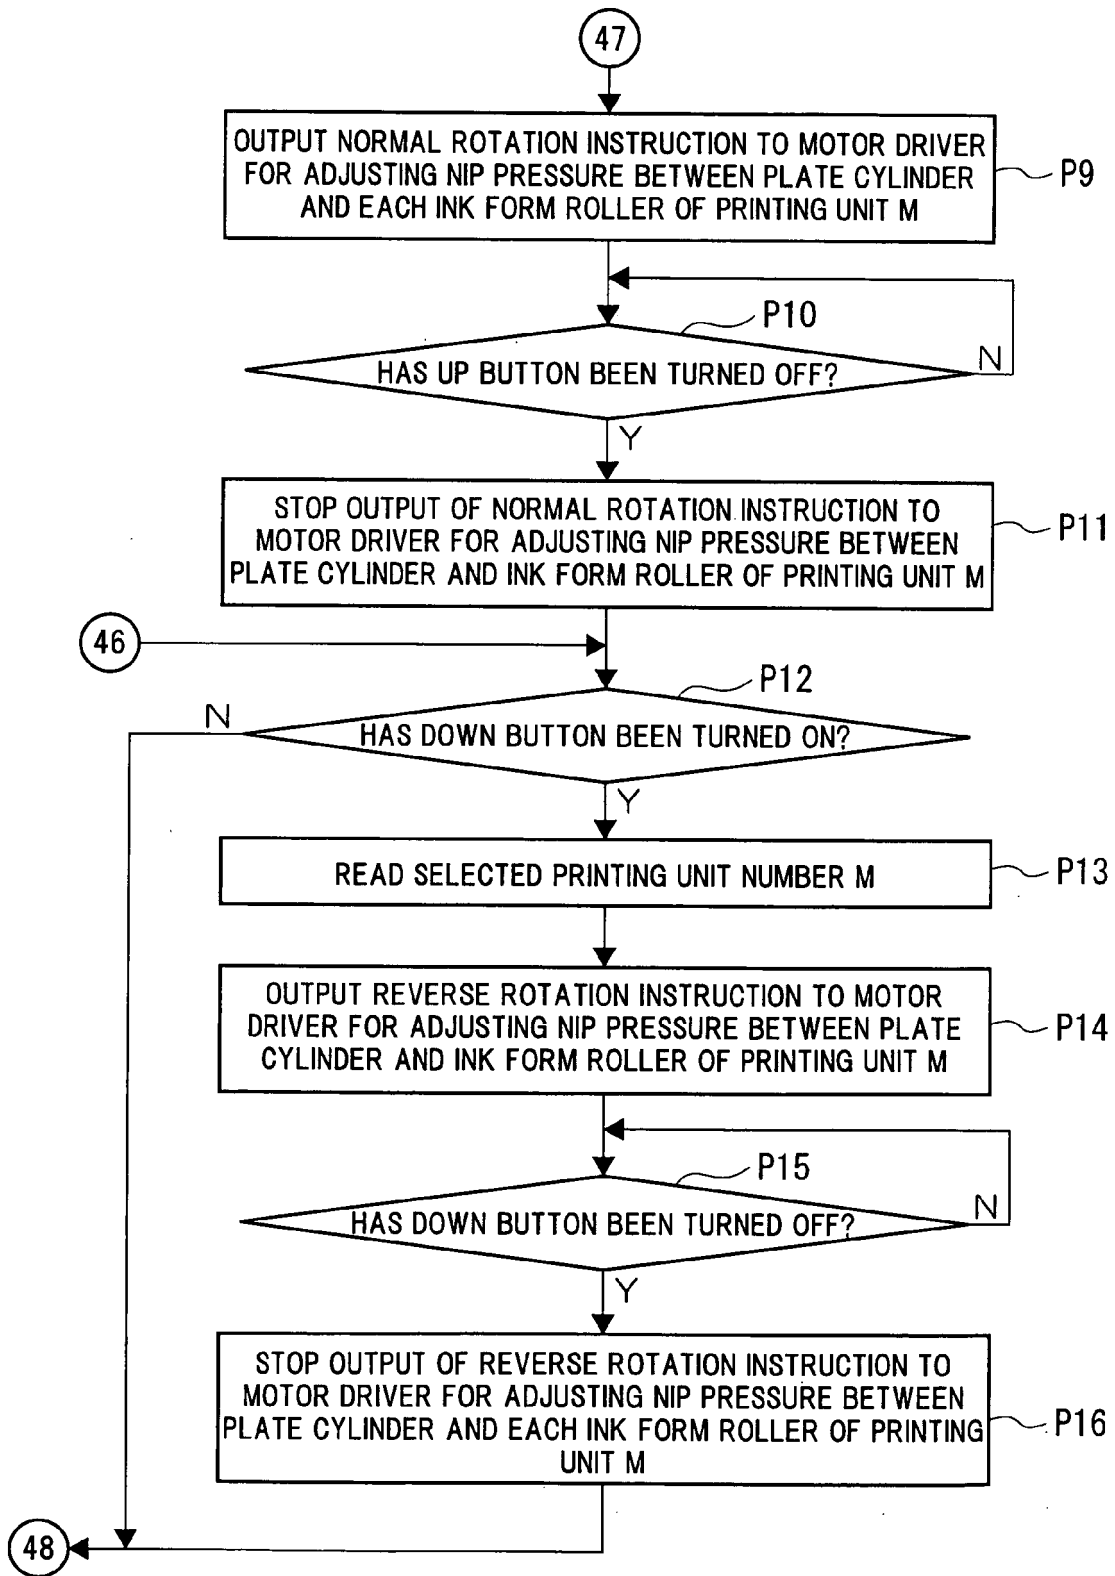 47
OUTPUT NORMAL ROTATION INSTRUCTION TO MOTOR DRIVER
FOR ADJUSTING NIP PRESSURE BETWEEN PLATE CYLINDER
AND EACH INK FORM ROLLER OF PRINTING UNIT M
P9
P10
HAS UP BUTTON BEEN TURNED OFF?
N
Y
STOP OUTPUT OF NORMAL ROTATION INSTRUCTION TO
MOTOR DRIVER FOR ADJUSTING NIP PRESSURE BETWEEN
PLATE CYLINDER AND INK FORM ROLLER OF PRINTING UNIT M
P11
46
P12
N
HAS DOWN BUTTON BEEN TURNED ON?
Y
READ SELECTED PRINTING UNIT NUMBER M
P13
OUTPUT REVERSE ROTATION INSTRUCTION TO MOTOR
DRIVER FOR ADJUSTING NIP PRESSURE BETWEEN PLATE
CYLINDER AND INK FORM ROLLER OF PRINTING UNIT M
P14
P15
HAS DOWN BUTTON BEEN TURNED OFF?
N
Y
STOP OUTPUT OF REVERSE ROTATION INSTRUCTION TO
MOTOR DRIVER FOR ADJUSTING NIP PRESSURE BETWEEN
PLATE CYLINDER AND EACH INK FORM ROLLER OF PRINTING
UNIT M
P16
48